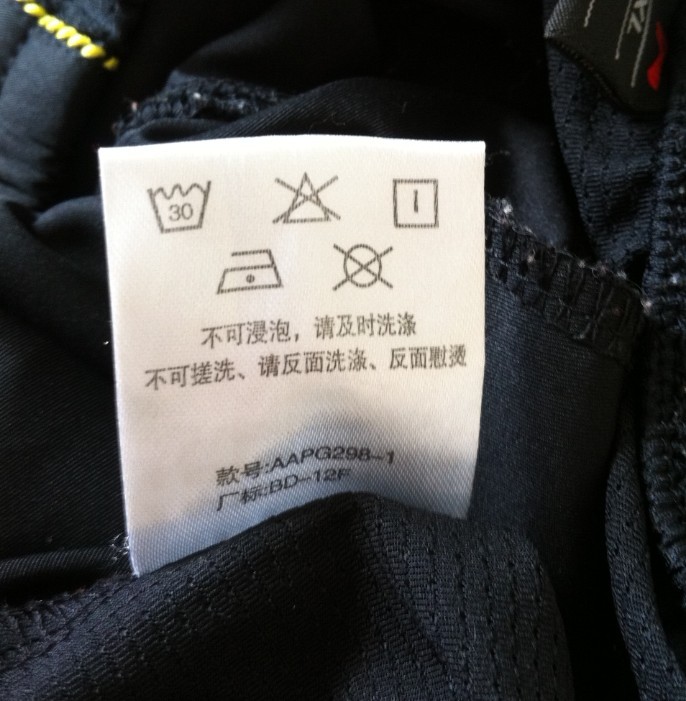 30
不可浸泡，请及时洗涤
不可搓洗、请反面洗涤、反面慰烫
款号:AAPG298-1
厂标:BD-12F